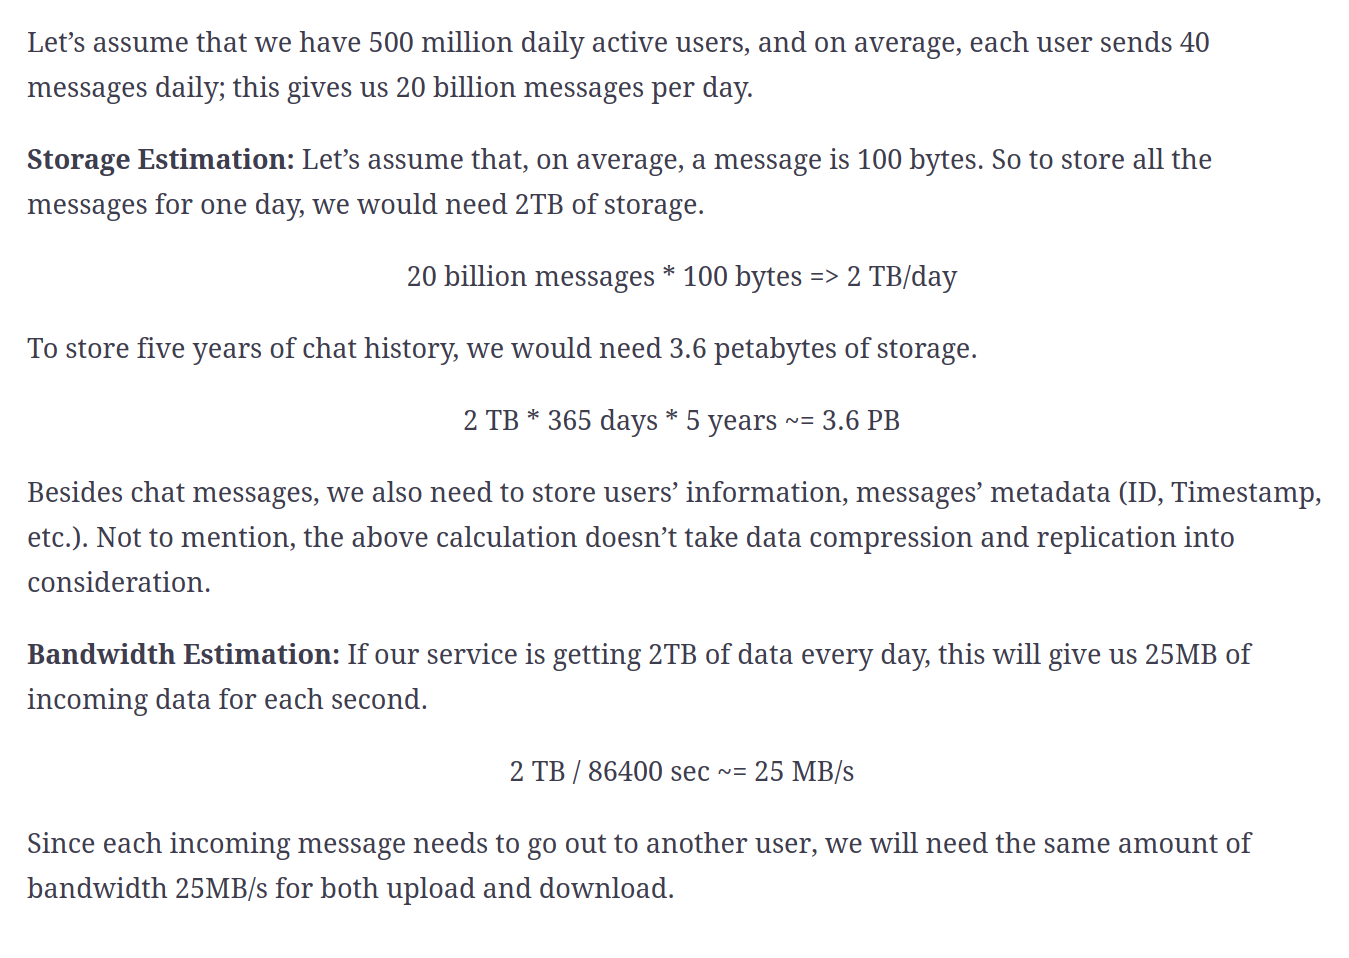 Let’s assume that we have 500 million daily active users, and on average, each user sends 40
messages daily; this gives us 20 billion messages per day.
Storage Estimation: Let’s assume that, on average, a message is 100 bytes. So to store all the
messages for one day, we would need 2TB of storage.
20 billion messages * 100 bytes => 2 TB/day
To store five years of chat history, we would need 3.6 petabytes of storage.
2 TB * 365 days * 5 years ~= 3.6 PB
Besides chat messages, we also need to store users’ information, messages’ metadata (ID, Timestamp,
etc.). Not to mention, the above calculation doesn’t take data compression and replication into
consideration.
Bandwidth Estimation: If our service is getting 2TB of data every day, this will give us 25MB of
incoming data for each second.
2 TB / 86400 sec ~= 25 MB/s
Since each incoming message needs to go out to another user, we will need the same amount of
bandwidth 25MB/s for both upload and download.